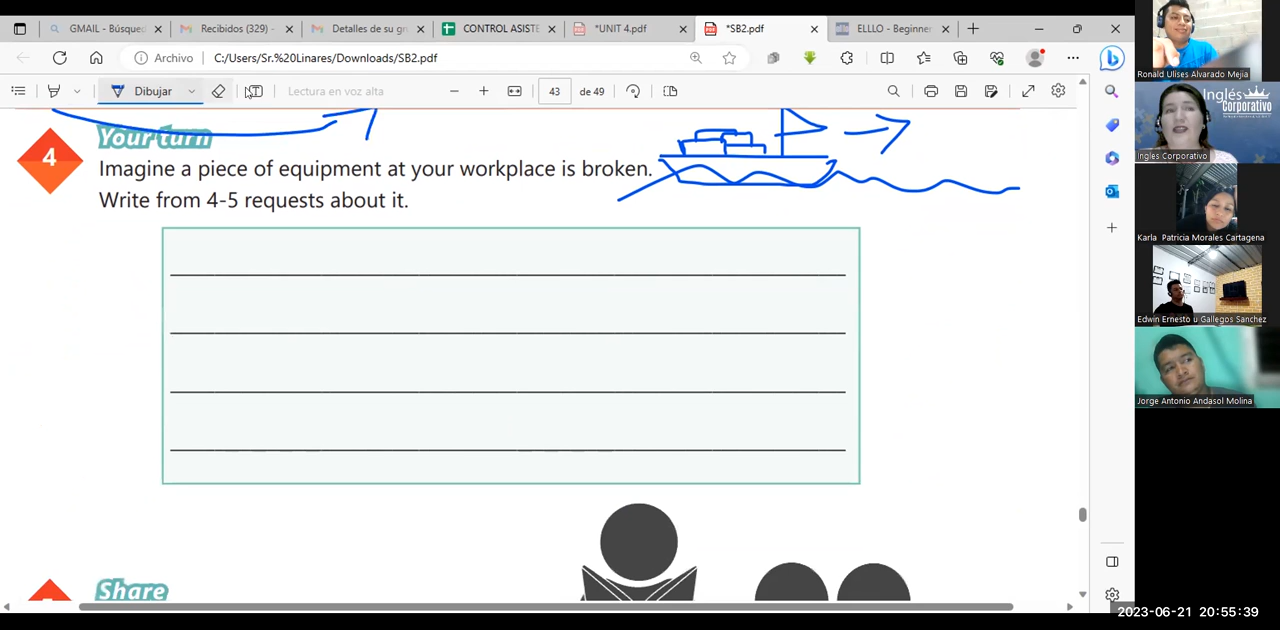 GMAIL - Búsqued
Recibidos (329) -
Detalles de su gr
CONTROL ASISTE
*UNIT 4.pdf
*SB2.pdf
ELLLO - Beginner
Archivo
C:/Users/Sr.%20Linares/Downloads/SB2.pdf
Dibujar
Lectura en voz alta
43
de 49
4
Your turn
Imagine a piece of equipment at your workplace is broken.
Write from 4-5 requests about it.
Share
Ronald Ulises Alvarado Mejia
Inglés
Corporativo
Ingles Corporativo
Karla Patricia Morales Cartagena
Edwin Ernesto u Gallegos Sanchez
Jorge Antonio Andasol Molina
2023-06-21 20:55:39